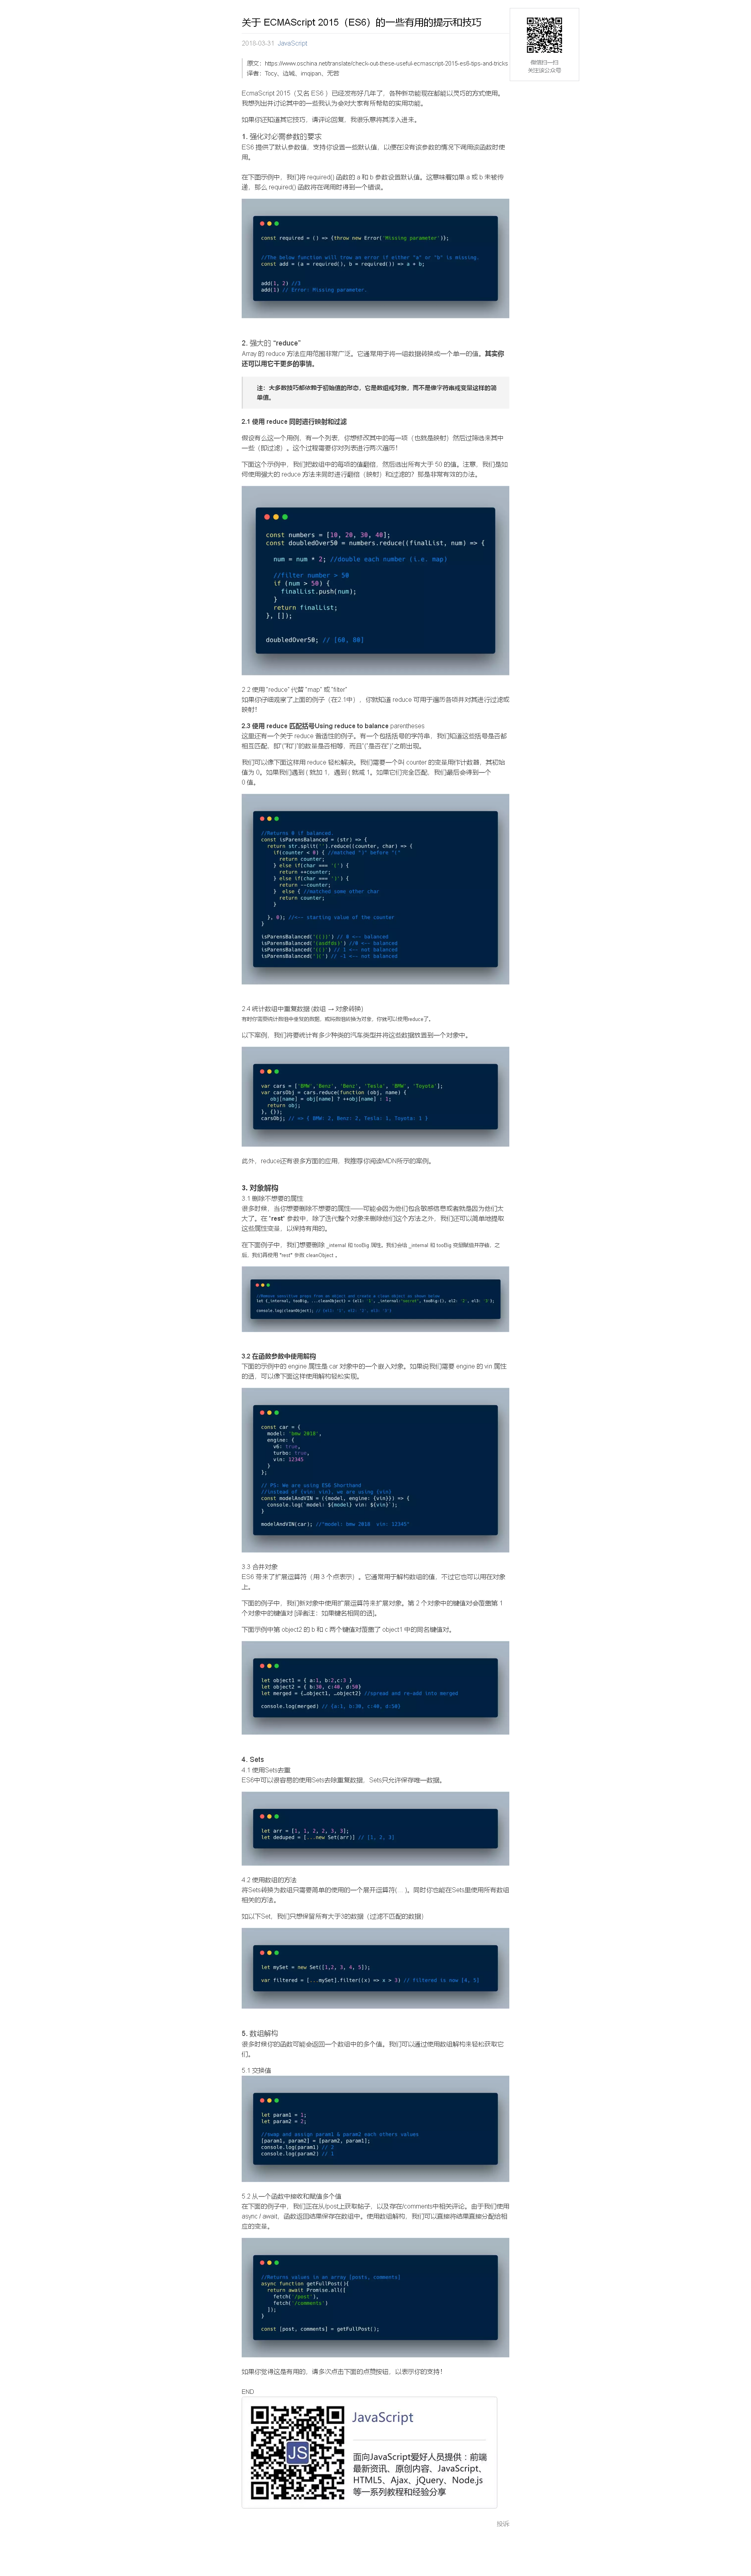 关于 ECMAScript 2015（ES6）的一些有用的提示和技巧
2018-03-31 JavaScript
微信扫一扫
关注该公众号
原文：https://www.oschina.net/translate/check-out-these-useful-ecmascript-2015-es6-tips-and-tricks
译者：Tocy、边城、imqipan、无若
EcmaScript 2015（又名 ES6 ）已经发布好几年了，各种新功能现在都能以灵巧的方式使用。
我想列出并讨论其中的一些我认为会对大家有所帮助的实用功能。
如果你还知道其它技巧，请评论回复，我很乐意将其添入进来。
1. 强化对必需参数的要求
ES6 提供了默认参数值，支持你设置一些默认值，以便在没有该参数的情况下调用该函数时使
用。
在下面示例中，我们将 required() 函数的 a 和 b 参数设置默认值。这意味着如果 a 或 b 未被传
递，那么 required() 函数将在调用时得到一个错误。
const required = () => {throw new Error('Missing parameter')};
//The below function will trow an error if either "a" or "b" is missing.
const add = (a = required(), b = required()) => a + b;
add(1, 2) //3
add(1) // Error: Missing parameter.
2. 强大的 “reduce”
Array 的 reduce 方法应用范围非常广泛。它通常用于将一组数据转换成一个单一的值。其实你
还可以用它干更多的事情。
注：大多数技巧都依赖于初始值的形态，它是数组或对象，而不是像字符串或变量这样的简
单值。
2.1 使用 reduce 同时进行映射和过滤
假设有么这一个用例，有一个列表，你想修改其中的每一项（也就是映射）然后过筛选来其中
一些（即过滤）。这个过程需要你对列表进行两次遍历！
下面这个示例中，我们把数组中的每项的值翻倍，然后选出所有大于 50 的值。注意，我们是如
何使用强大的 reduce 方法来同时进行翻倍（映射）和过滤的？那是非常有效的办法。
const numbers = [10, 20, 30, 40];
const doubledOver50 = numbers.reduce((finalList, num) => {
num = num * 2; //double each number (i.e. map)
//filter number > 50
if (num > 50) {
finalList.push(num);
}
return finalList;
}, []);
doubledOver50; // [60, 80]
2.2 使用 "reduce" 代替 "map" 或 "filter"
如果你仔细观察了上面的例子（在2.1中），你就知道 reduce 可用于遍历各项并对其进行过滤或
映射！
2.3 使用 reduce 匹配括号Using reduce to balance parentheses
这里还有一个关于 reduce 普适性的例子。有一个包括括号的字符串，我们知道这些括号是否都
相互匹配，即"("和")"的数量是否相等，而且"("是否在")"之前出现。
我们可以像下面这样用 reduce 轻松解决。我们需要一个叫 counter 的变量用作计数器，其初始
值为 0。如果我们遇到 ( 就加 1，遇到 ( 就减 1。如果它们完全匹配，我们最后会得到一个
0 值。
//Returns 0 if balanced.
const isParensBalanced = (str) => {
return str.split('').reduce((counter, char) => {
if(counter < 0) { //matched ")" before "("
return counter;
} else if(char === '(') {
return ++counter;
} else if(char === ')') {
return --counter;
} else { //matched some other char
return counter;
}
}, 0); //<-- starting value of the counter
}
isParensBalanced('(())') // 0 <-- balanced
isParensBalanced('(asdfds)') //0 <-- balanced
isParensBalanced('(()') // 1 <-- not balanced
isParensBalanced(')(') // -1 <-- not balanced
2.4 统计数组中重复数据 (数组 → 对象转换)
有时你需要统计数组中重复的数据，或将数组转换为对象，你就可以使用reduce了。
以下案例，我们将要统计有多少种类的汽车类型并将这些数据放置到一个对象中。
var cars = ['BMW','Benz', 'Benz', 'Tesla', 'BMW', 'Toyota'];
var carsObj = cars.reduce(function (obj, name) {
obj[name] = obj[name] ? ++obj[name] : 1;
return obj;
}, {});
carsObj; // => { BMW: 2, Benz: 2, Tesla: 1, Toyota: 1 }
此外，reduce还有很多方面的应用，我推荐你阅读MDN所示的案例。
3. 对象解构
3.1 删除不想要的属性
很多时候，当你想要删除不想要的属性——可能会因为他们包含敏感信息或者就是因为他们太
大了。在 "rest" 参数中，除了迭代整个对象来删除他们这个方法之外，我们还可以简单地提取
这些属性变量，以保持有用的。
在下面例子中，我们想要删除 _internal 和 tooBig 属性。我们会给 _internal 和 tooBig 变量赋值并存储，之
后，我们再使用 "rest" 参数 cleanObject 。
console.log(cleanObject); // {el1: '1', el2: '2', el3: '3'}
3.2 在函数参数中使用解构
下面的示例中的 engine 属性是 car 对象中的一个嵌入对象。如果说我们需要 engine 的 vin 属性
的话，可以像下面这样使用解构轻松实现。
const car = {
model: 'bmw 2018',
engine: {
v6: true,
turbo: true,
vin: 12345
}
};
// PS: We are using ES6 Shorthand
//instead of {vin: vin}, we are using {vin}
const modelAndVIN = ({model, engine: {vin}}) => {
console.log(`model: ${model} vin: ${vin}`);
}
modelAndVIN(car); //"model: bmw 2018 vin: 12345"
3.3 合并对象
ES6 带来了扩展运算符（用 3 个点表示）。它通常用于解构数组的值，不过它也可以用在对象
上。
下面的例子中，我们新对象中使用扩展运算符来扩展对象。第 2 个对象中的键值对会覆盖第 1
个对象中的键值对 [译者注：如果键名相同的话]。
下面示例中第 object2 的 b 和 c 两个键值对覆盖了 object1 中的同名键值对。
let object1 = { a:1, b:2,c:3 }
let object2 = { b:30, c:40, d:50}
let merged = {…object1, …object2} //spread and re-add into merged
console.log(merged) // {a:1, b:30, c:40, d:50}
4. Sets
4.1 使用Sets去重
ES6中可以很容易的使用Sets去除重复数据，Sets只允许保存唯一数据。
let arr = [1, 1, 2, 2, 3, 3];
let deduped = [...new Set(arr)] // [1, 2, 3]
4.2 使用数组的方法
将Sets转换为数组只需要简单的使用的一个展开运算符(…)。同时你也能在Sets里使用所有数组
相关的方法。
如以下Set，我们只想保留所有大于3的数据（过滤不匹配的数据）
let mySet = new Set([1,2, 3, 4, 5]);
var filtered = [...mySet].filter((x) => x > 3) // filtered is now [4, 5]
5. 数组解构
很多时候你的函数可能会返回一个数组中的多个值。我们可以通过使用数组解构来轻松获取它
们。
5.1 交换值
let param1 = 1;
let param2 = 2;
//swap and assign param1 & param2 each others values
[param1, param2] = [param2, param1];
console.log(param1) // 2
console.log(param2) // 1
5.2 从一个函数中接收和赋值多个值
在下面的例子中，我们正在从/post上获取帖子，以及存在/comments中相关评论。由于我们使用
async / await，函数返回结果保存在数组中。使用数组解构，我们可以直接将结果直接分配给相
应的变量。
//Returns values in an array [posts, comments]
async function getFullPost(){
return await Promise.all([
fetch('/post'),
fetch('/comments')
]);
}
const [post, comments] = getFullPost();
如果你觉得这是有用的，请多次点击下面的点赞按钮，以表示你的支持！
END
JS
JavaScript
面向JavaScript爱好人员提供：前端
最新资讯、原创内容、JavaScript、
HTML5、Ajax、jQuery、Node.js
等一系列教程和经验分享
投诉